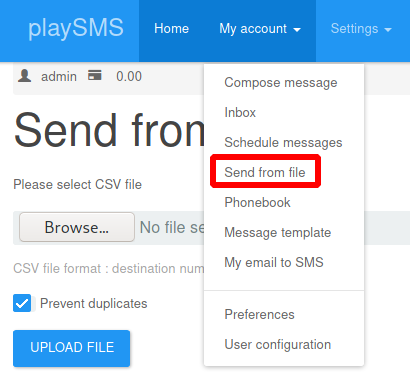 playSMS Home My account Settings
admin 0.00
Compose message
Inbox
Schedule messages
Send from file
Phonebook
Message template
My email to SMS
Preferences
User configuration
Send from
Please select CSV file
Browse... No file se
CSV file format : destination num
Prevent duplicates
UPLOAD FILE